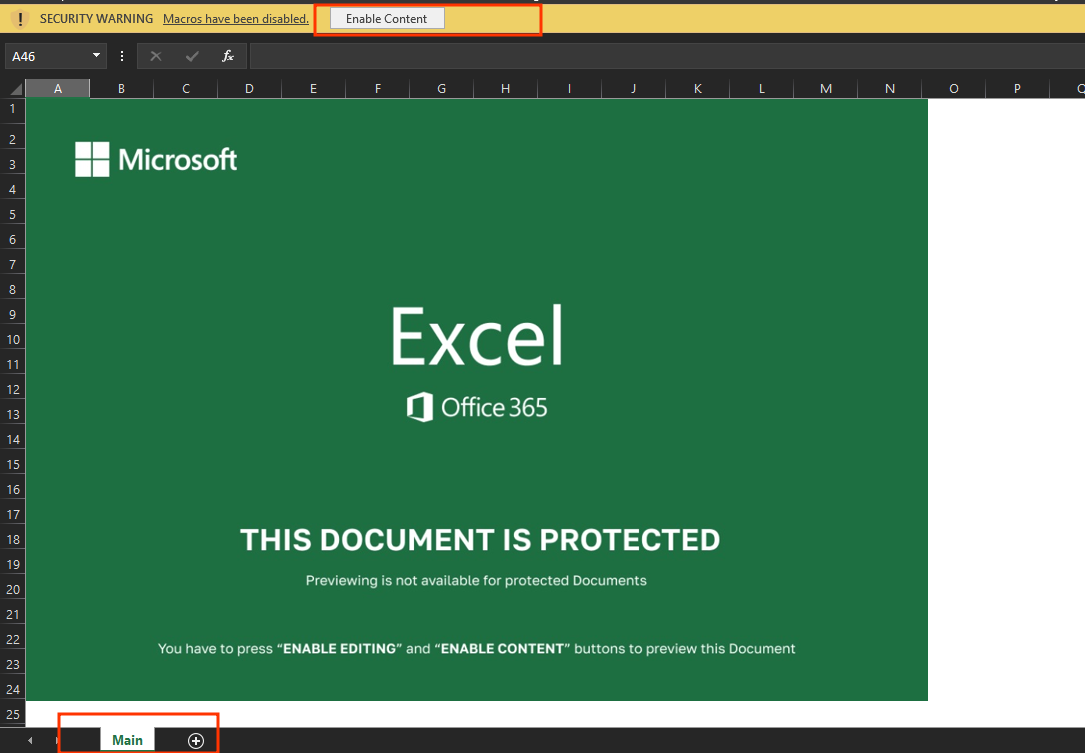 ! SECURITY WARNING Macros have been disabled. Enable Content
A46 fx
A B C D E F G H I J K L M N O P Q
1
2
Microsoft
3
4
5
6
7
8
9
Excel
10
11
12
13
Office 365
14
15
16
17
18
THIS DOCUMENT IS PROTECTED
19
20
Previewing is not available for protected Documents
21
22
You have to press “ENABLE EDITING” and “ENABLE CONTENT” buttons to preview this Document
23
24
25
Main